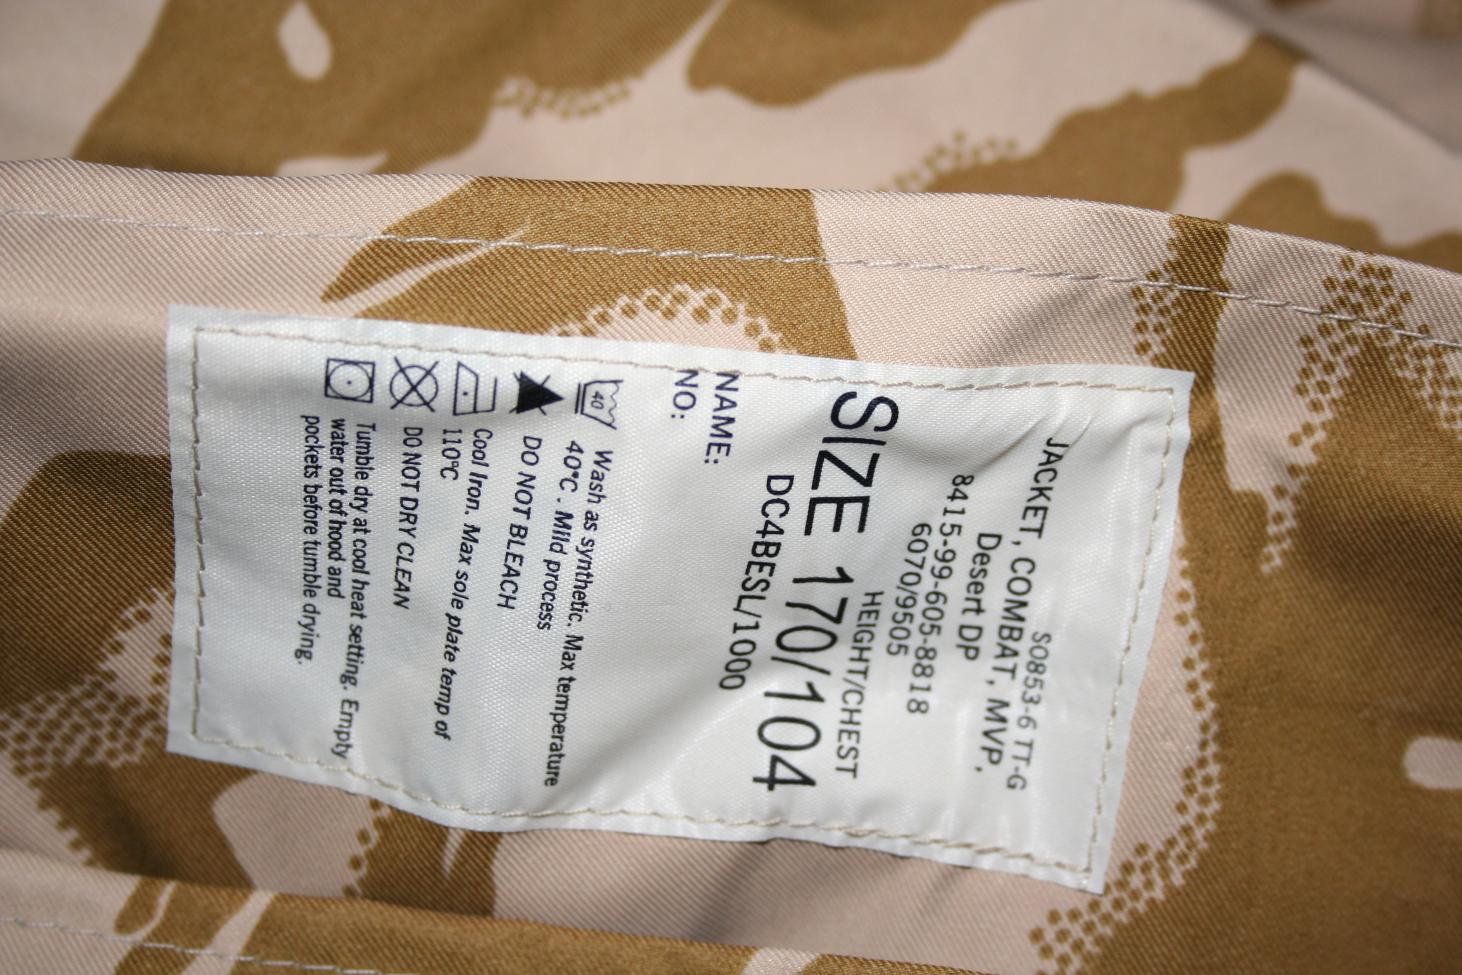 S0853-6 TT-G
JACKET, COMBAT, MVP,
Desert DP
8415-99-605-8818
6070/9505
HEIGHT/CHEST
SIZE 170/104
DC4BESL/1000
NAME:
NO:
40
Wash as synthetic. Max temperature
40°C. Mild process
DO NOT BLEACH
Cool Iron. Max sole plate temp of
110°C
DO NOT DRY CLEAN
Tumble dry at cool heat setting. Empty
water out of hood and
pockets before tumble drying.